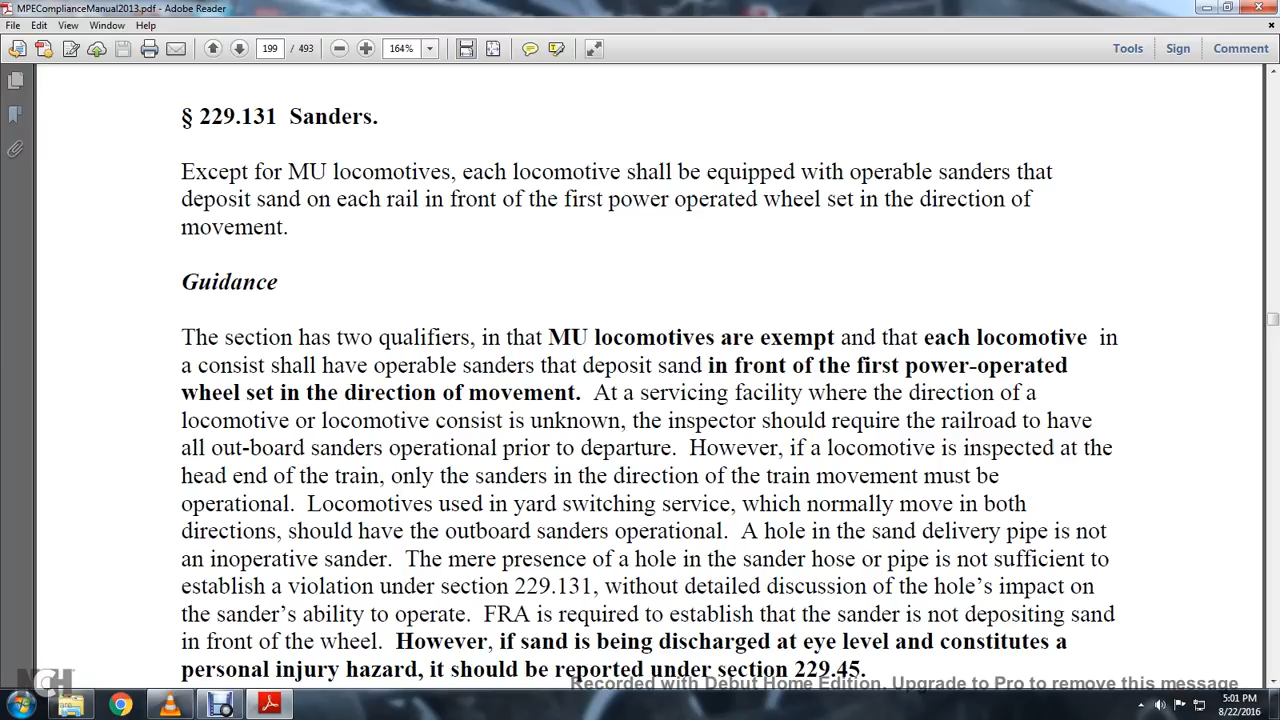 MPEComplianceManual2013.pdf - Adobe Reader
File Edit View Window Help
199 / 493 164% Tools Sign Comment
§ 229.131 Sanders.
Except for MU locomotives, each locomotive shall be equipped with operable sanders that
deposit sand on each rail in front of the first power operated wheel set in the direction of
movement.
Guidance
The section has two qualifiers, in that MU locomotives are exempt and that each locomotive in
a consist shall have operable sanders that deposit sand in front of the first power-operated
wheel set in the direction of movement. At a servicing facility where the direction of a
locomotive or locomotive consist is unknown, the inspector should require the railroad to have
all out-board sanders operational prior to departure. However, if a locomotive is inspected at the
head end of the train, only the sanders in the direction of the train movement must be
operational. Locomotives used in yard switching service, which normally move in both
directions, should have the outboard sanders operational. A hole in the sand delivery pipe is not
an inoperative sander. The mere presence of a hole in the sander hose or pipe is not sufficient to
establish a violation under section 229.131, without detailed discussion of the hole's impact on
the sander's ability to operate. FRA is required to establish that the sander is not depositing sand
in front of the wheel. However, if sand is being discharged at eye level and constitutes a
personal injury hazard, it should be reported under section 229.45.
Recorded with Debut Home Edition. Upgrade to Pro to remove this message
NCH
5:01 PM
8/22/2016